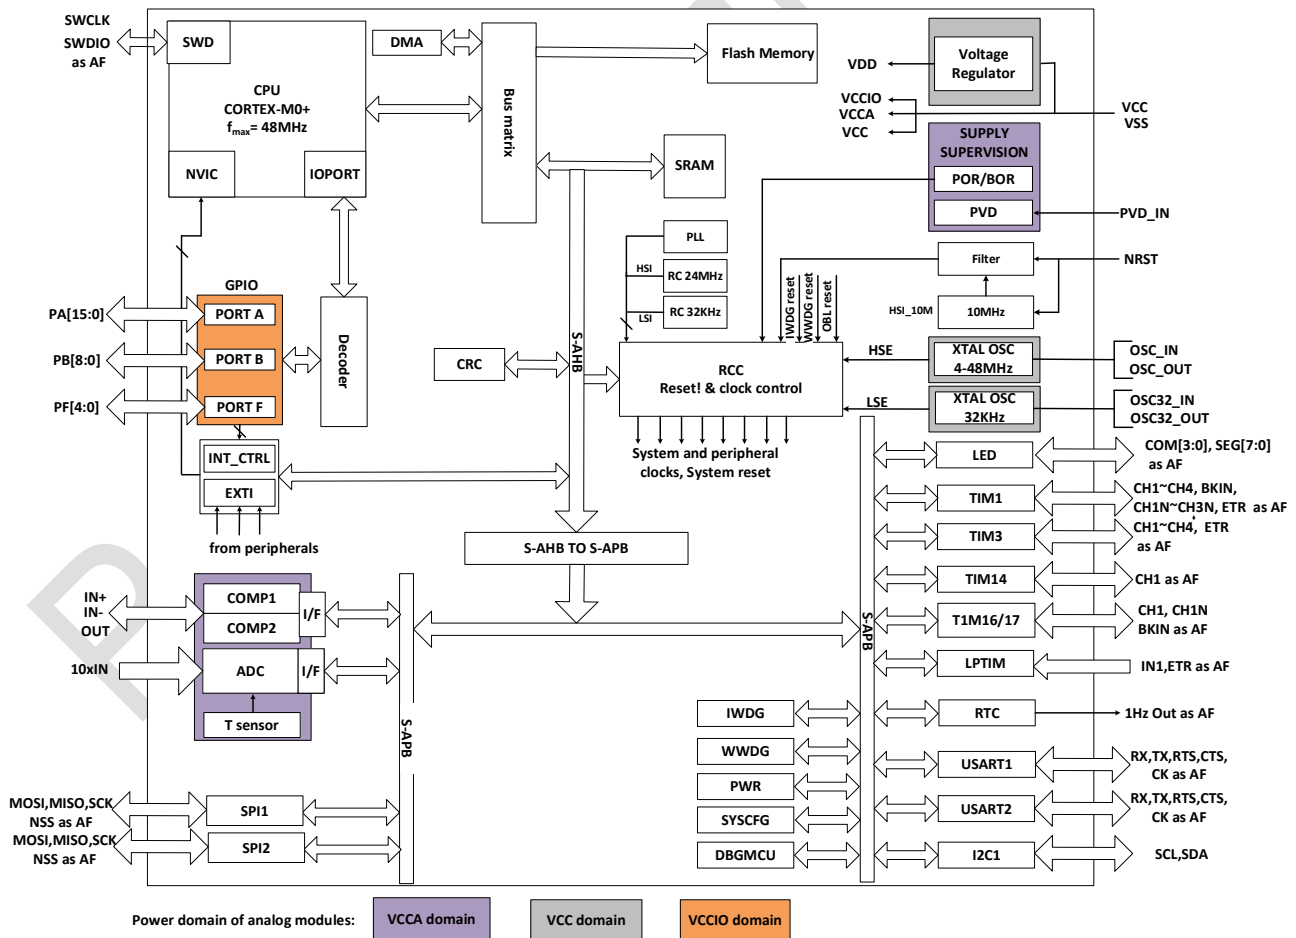 SWCLK
SWDIO
as AF
SWD
CPU
CORTEX-M0+
fmax= 48MHz
NVIC
IOPORT
DMA
Bus matrix
Flash Memory
SRAM
Voltage
Regulator
VDD
VCCIO
VCCA
VCC
VCC
VSS
SUPPLY
SUPERVISION
POR/BOR
PVD
PVD_IN
Filter
NRST
HSI_10M
10MHz
PLL
HSI
RC 24MHz
RC 32KHz
LSI
IWDG reset
WWDG reset
OBL reset
GPIO
PA[15:0]
PORT A
PB[8:0]
PORT B
PF[4:0]
PORT F
Decoder
CRC
S-AHB
RCC
Reset! & clock control
HSE
XTAL OSC
4-48MHz
OSC_IN
OSC_OUT
LSE
XTAL OSC
32KHz
OSC32_IN
OSC32_OUT
System and peripheral
clocks, System reset
INT_CTRL
EXTI
from peripherals
S-AHB TO S-APB
LED
COM[3:0], SEG[7:0]
as AF
TIM1
CH1~CH4, BKIN,
CH1N~CH3N, ETR as AF
TIM3
CH1~CH4, ETR
as AF
TIM14
CH1 as AF
T1M16/17
CH1, CH1N
BKIN as AF
LPTIM
IN1,ETR as AF
RTC
1Hz Out as AF
USART1
RX,TX,RTS,CTS,
CK as AF
USART2
RX,TX,RTS,CTS,
CK as AF
I2C1
SCL,SDA
S-APB
IN+
IN-
OUT
COMP1
COMP2
I/F
10xIN
ADC
I/F
T sensor
S-APB
IWDG
WWDG
PWR
SYSCFG
DBGMCU
MOSI,MISO,SCK
NSS as AF
SPI1
MOSI,MISO,SCK
NSS as AF
SPI2
Power domain of analog modules:
VCCA domain
VCC domain
VCCIO domain